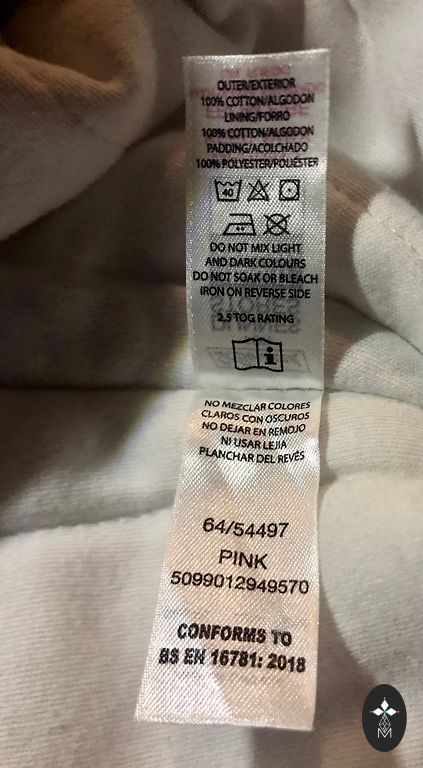 OUTER/EXTERIOR
100% COTTON/ALGODON
LINING/FORRO
100% COTTON/ALGODON
PADDING/ACOLCHADO
100% POLYESTER/POLIÉSTER
40
DO NOT MIX LIGHT
AND DARK COLOURS
DO NOT SOAK OR BLEACH
IRON ON REVERSE SIDE
2,5 TOG RATING
NO MEZCLAR COLORES
CLAROS CON OSCUROS
NO DEJAR EN REMOJO
NI USAR LEJIA
PLANCHAR DEL REVÉS
64/54497
PINK
5099012949570
CONFORMS TO
BS EN 16781: 2018
M